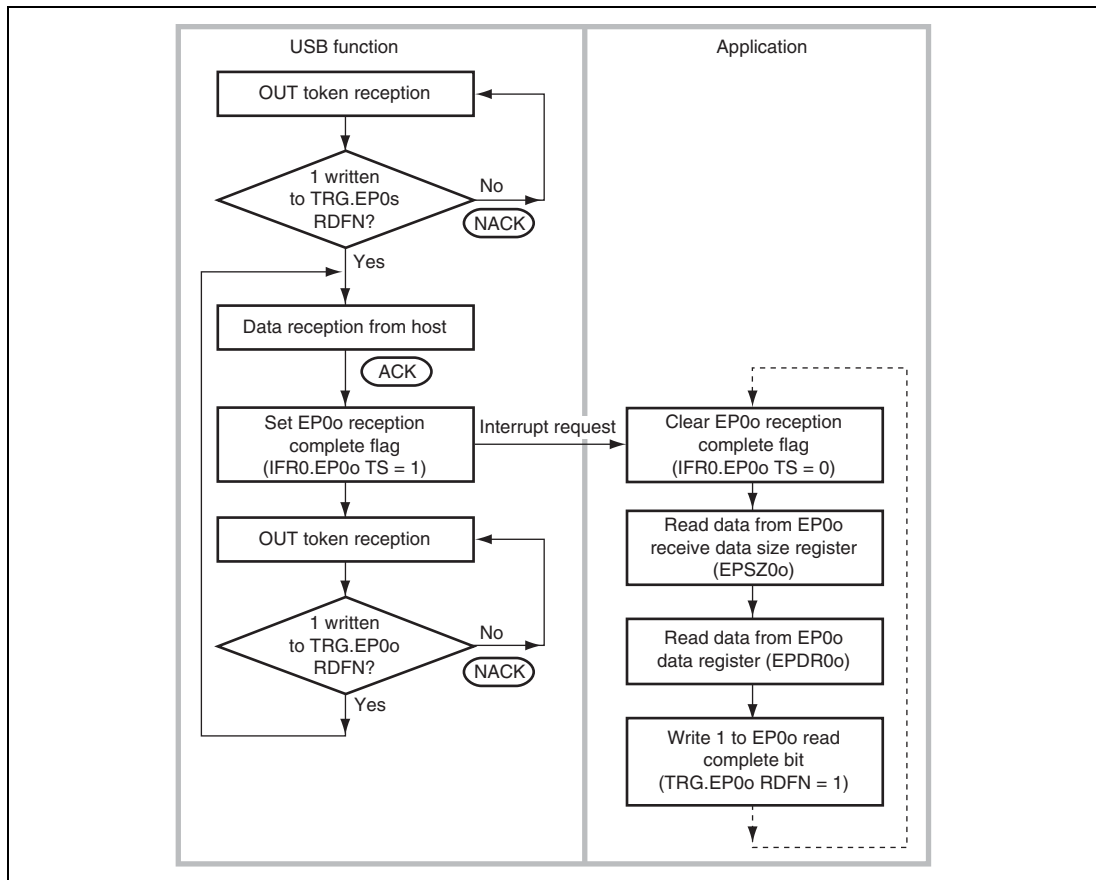 USB function
OUT token reception
1 written
to TRG.EP0s
RDFN?
No
NACK
Yes
Data reception from host
ACK
Set EP0o reception
complete flag
(IFR0.EP0o TS = 1)
Interrupt request
OUT token reception
1 written
to TRG.EP0o
RDFN?
No
NACK
Yes
Application
Clear EP0o reception
complete flag
(IFR0.EP0o TS = 0)
Read data from EP0o
receive data size register
(EPSZ0o)
Read data from EP0o
data register (EPDR0o)
Write 1 to EP0o read
complete bit
(TRG.EP0o RDFN = 1)